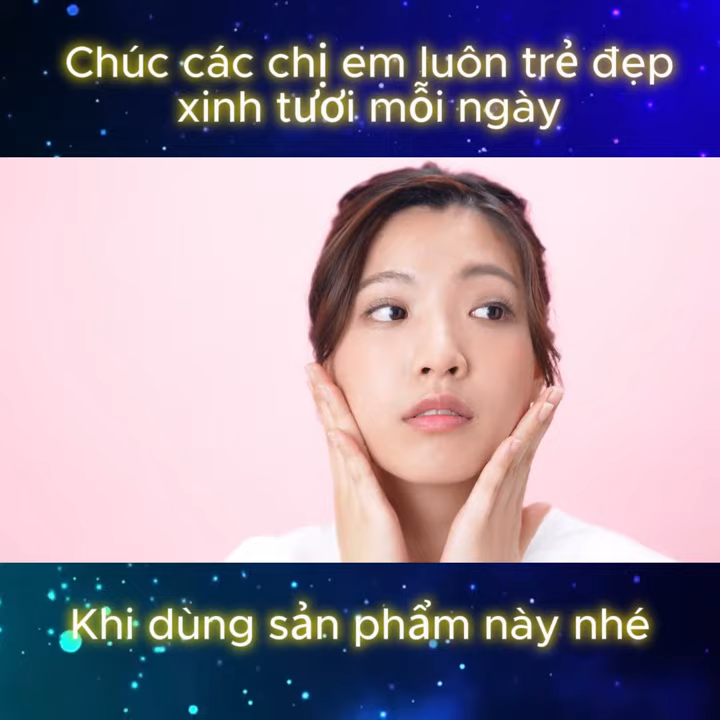 Chúc các chị em luôn trẻ đẹp
xinh tươi mỗi ngày
Khi dùng sản phẩm này nhé